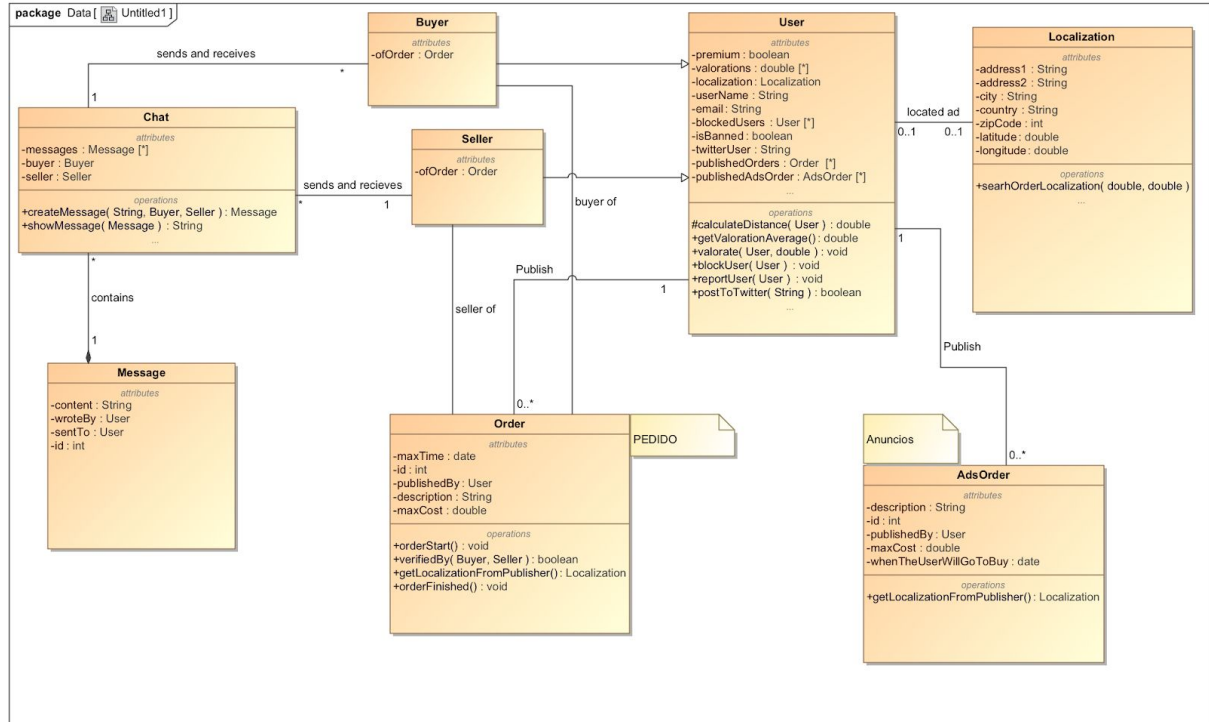 package Data [ Untitled1 ]
Buyer
attributes
-ofOrder : Order
User
attributes
-premium : boolean
-valorations : double [*]
-localization : Localization
-userName : String
-email : String
-blockedUsers : User [*]
-isBanned : boolean
-twitterUser : String
-publishedOrders : Order [*]
-publishedAdsOrder : AdsOrder [*]
...
operations
#calculateDistance( User ) : double
+getValorationAverage() : double
+valorate( User, double ) : void
+blockUser( User ) : void
+reportUser( User ) : void
+postToTwitter( String ) : boolean
...
Localization
attributes
-address1 : String
-address2 : String
-city : String
-country : String
-zipCode : int
-latitude : double
-longitude : double
operations
+searhOrderLocalization( double, double )
...
sends and receives
*
1
located ad
0..1
0..1
Chat
attributes
-messages : Message [*]
-buyer : Buyer
-seller : Seller
operations
+createMessage( String, Buyer, Seller ) : Message
+showMessage( Message ) : String
...
Seller
attributes
-ofOrder : Order
sends and recieves
*
1
buyer of
1
Publish
1
*
contains
1
seller of
Publish
0..*
0..*
Message
attributes
-content : String
-wroteBy : User
-sentTo : User
-id : int
Order
attributes
-maxTime : date
-id : int
-publishedBy : User
-description : String
-maxCost : double
operations
+orderStart() : void
+verifiedBy( Buyer, Seller ) : boolean
+getLocalizationFromPublisher() : Localization
+orderFinished() : void
PEDIDO
Anuncios
AdsOrder
attributes
-description : String
-id : int
-publishedBy : User
-maxCost : double
-whenTheUserWillGoToBuy : date
operations
+getLocalizationFromPublisher() : Localization